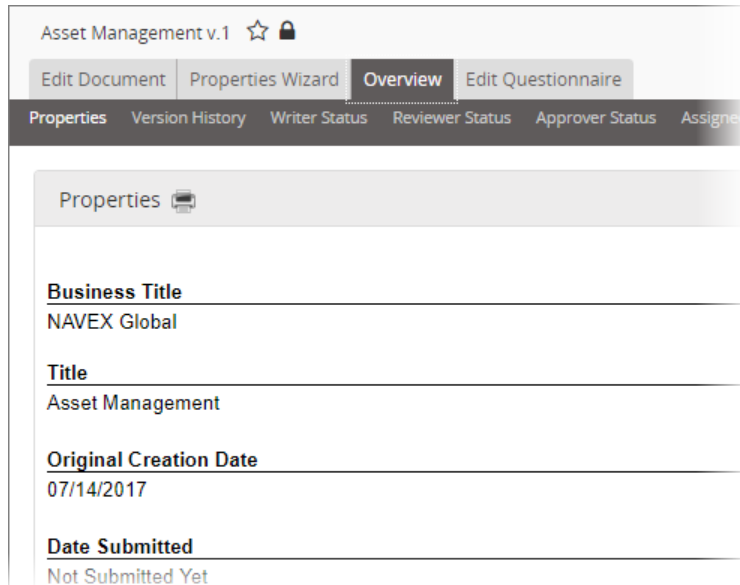 Asset Management v.1
Edit Document Properties Wizard Overview Edit Questionnaire
Properties Version History Writer Status Reviewer Status Approver Status
Properties
Business Title
NAVEX Global
Title
Asset Management
Original Creation Date
07/14/2017
Date Submitted
Not Submitted Yet